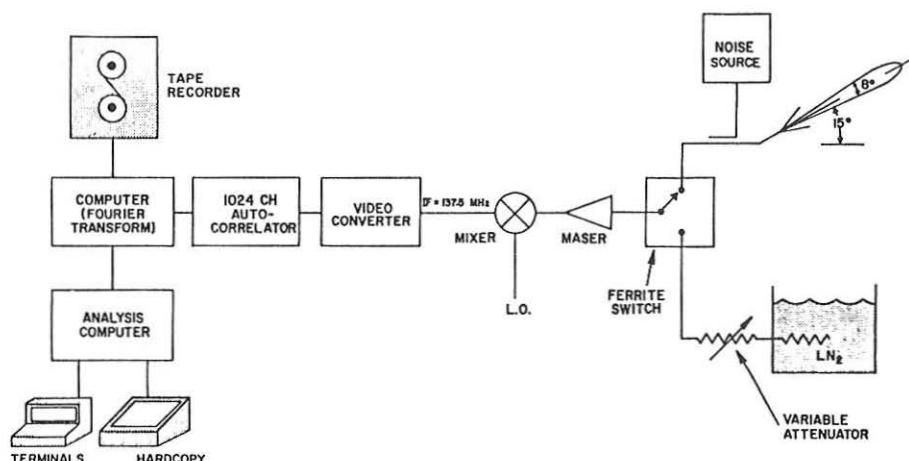 NOISE
SOURCE
8°
15°
TAPE
RECORDER
COMPUTER
(FOURIER
TRANSFORM)
1024 CH
AUTO-
CORRELATOR
VIDEO
CONVERTER
IF = 137.5 MHz
MIXER
MASER
L.O.
FERRITE
SWITCH
ANALYSIS
COMPUTER
LN2
VARIABLE
ATTENUATOR
TERMINALS
HARDCOPY